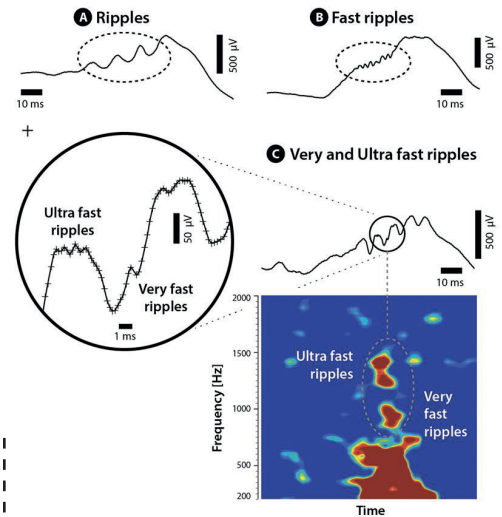 A Ripples
500 µV
10 ms
B Fast ripples
500 µV
10 ms
+
C Very and Ultra fast ripples
Ultra fast
ripples
50 µV
Very fast
ripples
1 ms
500 µV
10 ms
2000
1500
1000
500
200
Frequency [Hz]
Ultra fast
ripples
Very
fast
ripples
Time